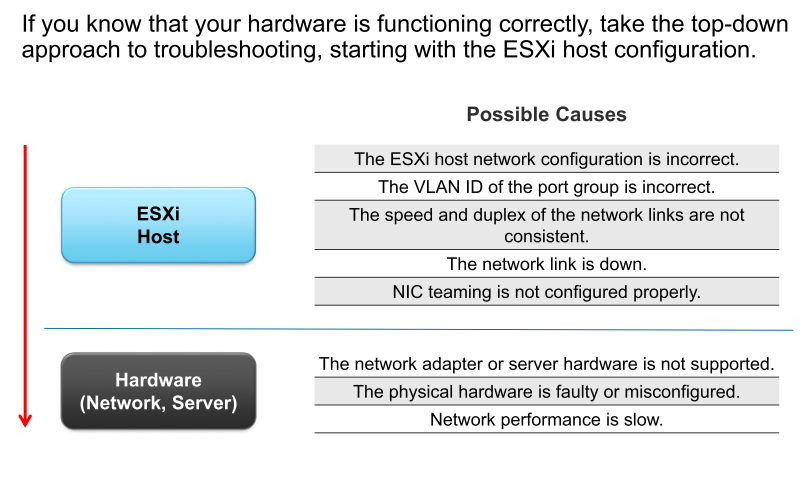 If you know that your hardware is functioning correctly, take the top-down
approach to troubleshooting, starting with the ESXi host configuration.
Possible Causes
ESXi
Host
The ESXi host network configuration is incorrect.
The VLAN ID of the port group is incorrect.
The speed and duplex of the network links are not
consistent.
The network link is down.
NIC teaming is not configured properly.
Hardware
(Network, Server)
The network adapter or server hardware is not supported.
The physical hardware is faulty or misconfigured.
Network performance is slow.